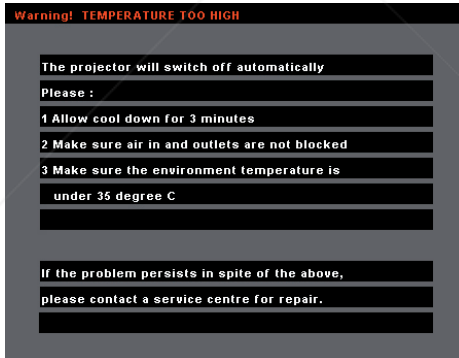 Warning! TEMPERATURE TOO HIGH
The projector will switch off automatically
Please :
1 Allow cool down for 3 minutes
2 Make sure air in and outlets are not blocked
3 Make sure the environment temperature is
under 35 degree C
If the problem persists in spite of the above,
please contact a service centre for repair.